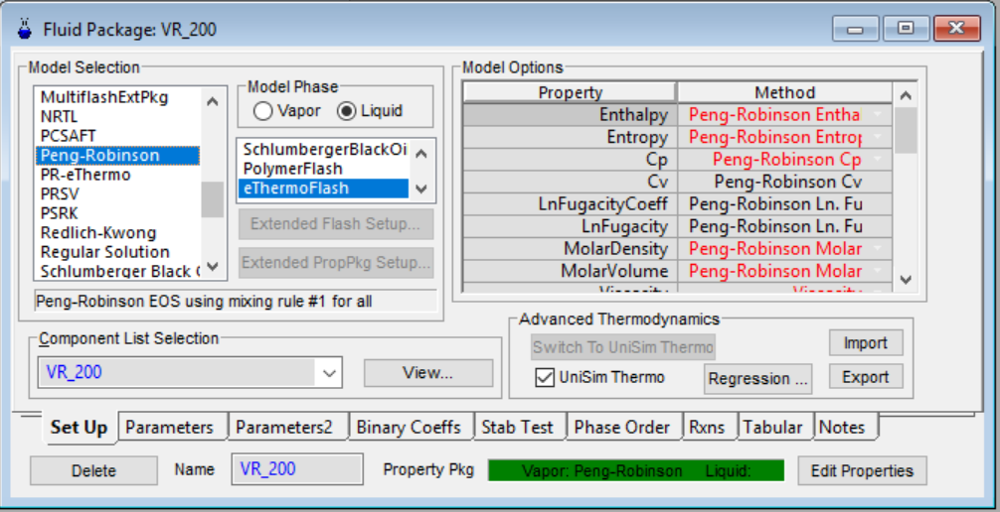 Fluid Package: VR_200
Model Selection
MultiflashExtPkg
NRTL
PCSAFT
Peng-Robinson
PR-eThermo
PRSV
PSRK
Redlich-Kwong
Regular Solution
Schlumberger Black (
Model Phase
Vapor Liquid
SchlumbergerBlackOi
PolymerFlash
eThermoFlash
Extended Flash Setup...
Extended PropPkg Setup...
Peng-Robinson EOS using mixing rule #1 for all
Model Options
Property Method
Enthalpy Peng-Robinson Entha
Entropy Peng-Robinson Entrop
Cp Peng-Robinson Cp
Cv Peng-Robinson Cv
LnFugacityCoeff Peng-Robinson Ln. Fu
LnFugacity Peng-Robinson Ln. Fu
MolarDensity Peng-Robinson Molar
MolarVolume Peng-Robinson Molar
Viscosity Viscosity
Component List Selection
VR_200 View...
Advanced Thermodynamics
Switch To UniSim Thermo Import
UniSim Thermo Regression ... Export
Set Up Parameters Parameters2 Binary Coeffs Stab Test Phase Order Rxns Tabular Notes
Delete Name VR_200 Property Pkg Vapor: Peng-Robinson Liquid: Edit Properties